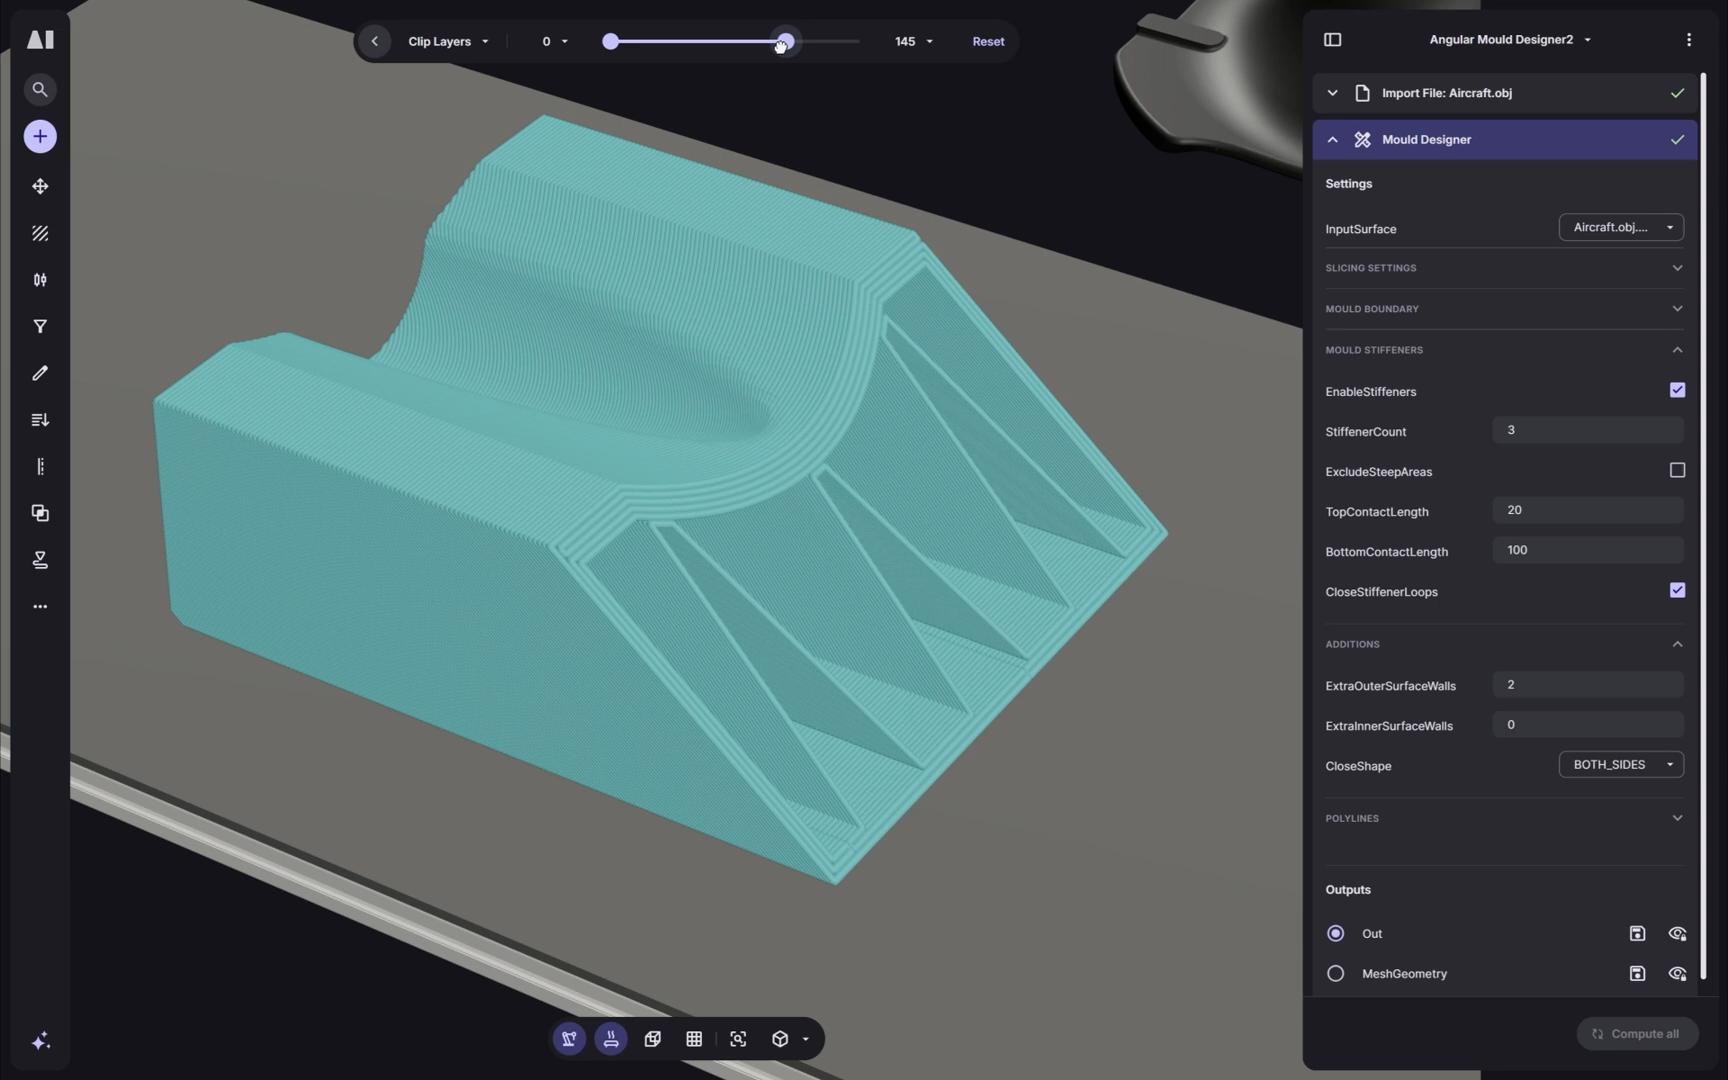 AI
Clip Layers
0
145
Reset
Angular Mould Designer2
Import File: Aircraft.obj
Mould Designer
Settings
InputSurface
Aircraft.obj....
SLICING SETTINGS
MOULD BOUNDARY
MOULD STIFFENERS
EnableStiffeners
StiffenerCount
3
ExcludeSteepAreas
TopContactLength
20
BottomContactLength
100
CloseStiffenerLoops
ADDITIONS
ExtraOuterSurfaceWalls
2
ExtraInnerSurfaceWalls
0
CloseShape
BOTH_SIDES
POLYLINES
Outputs
Out
MeshGeometry
Compute all